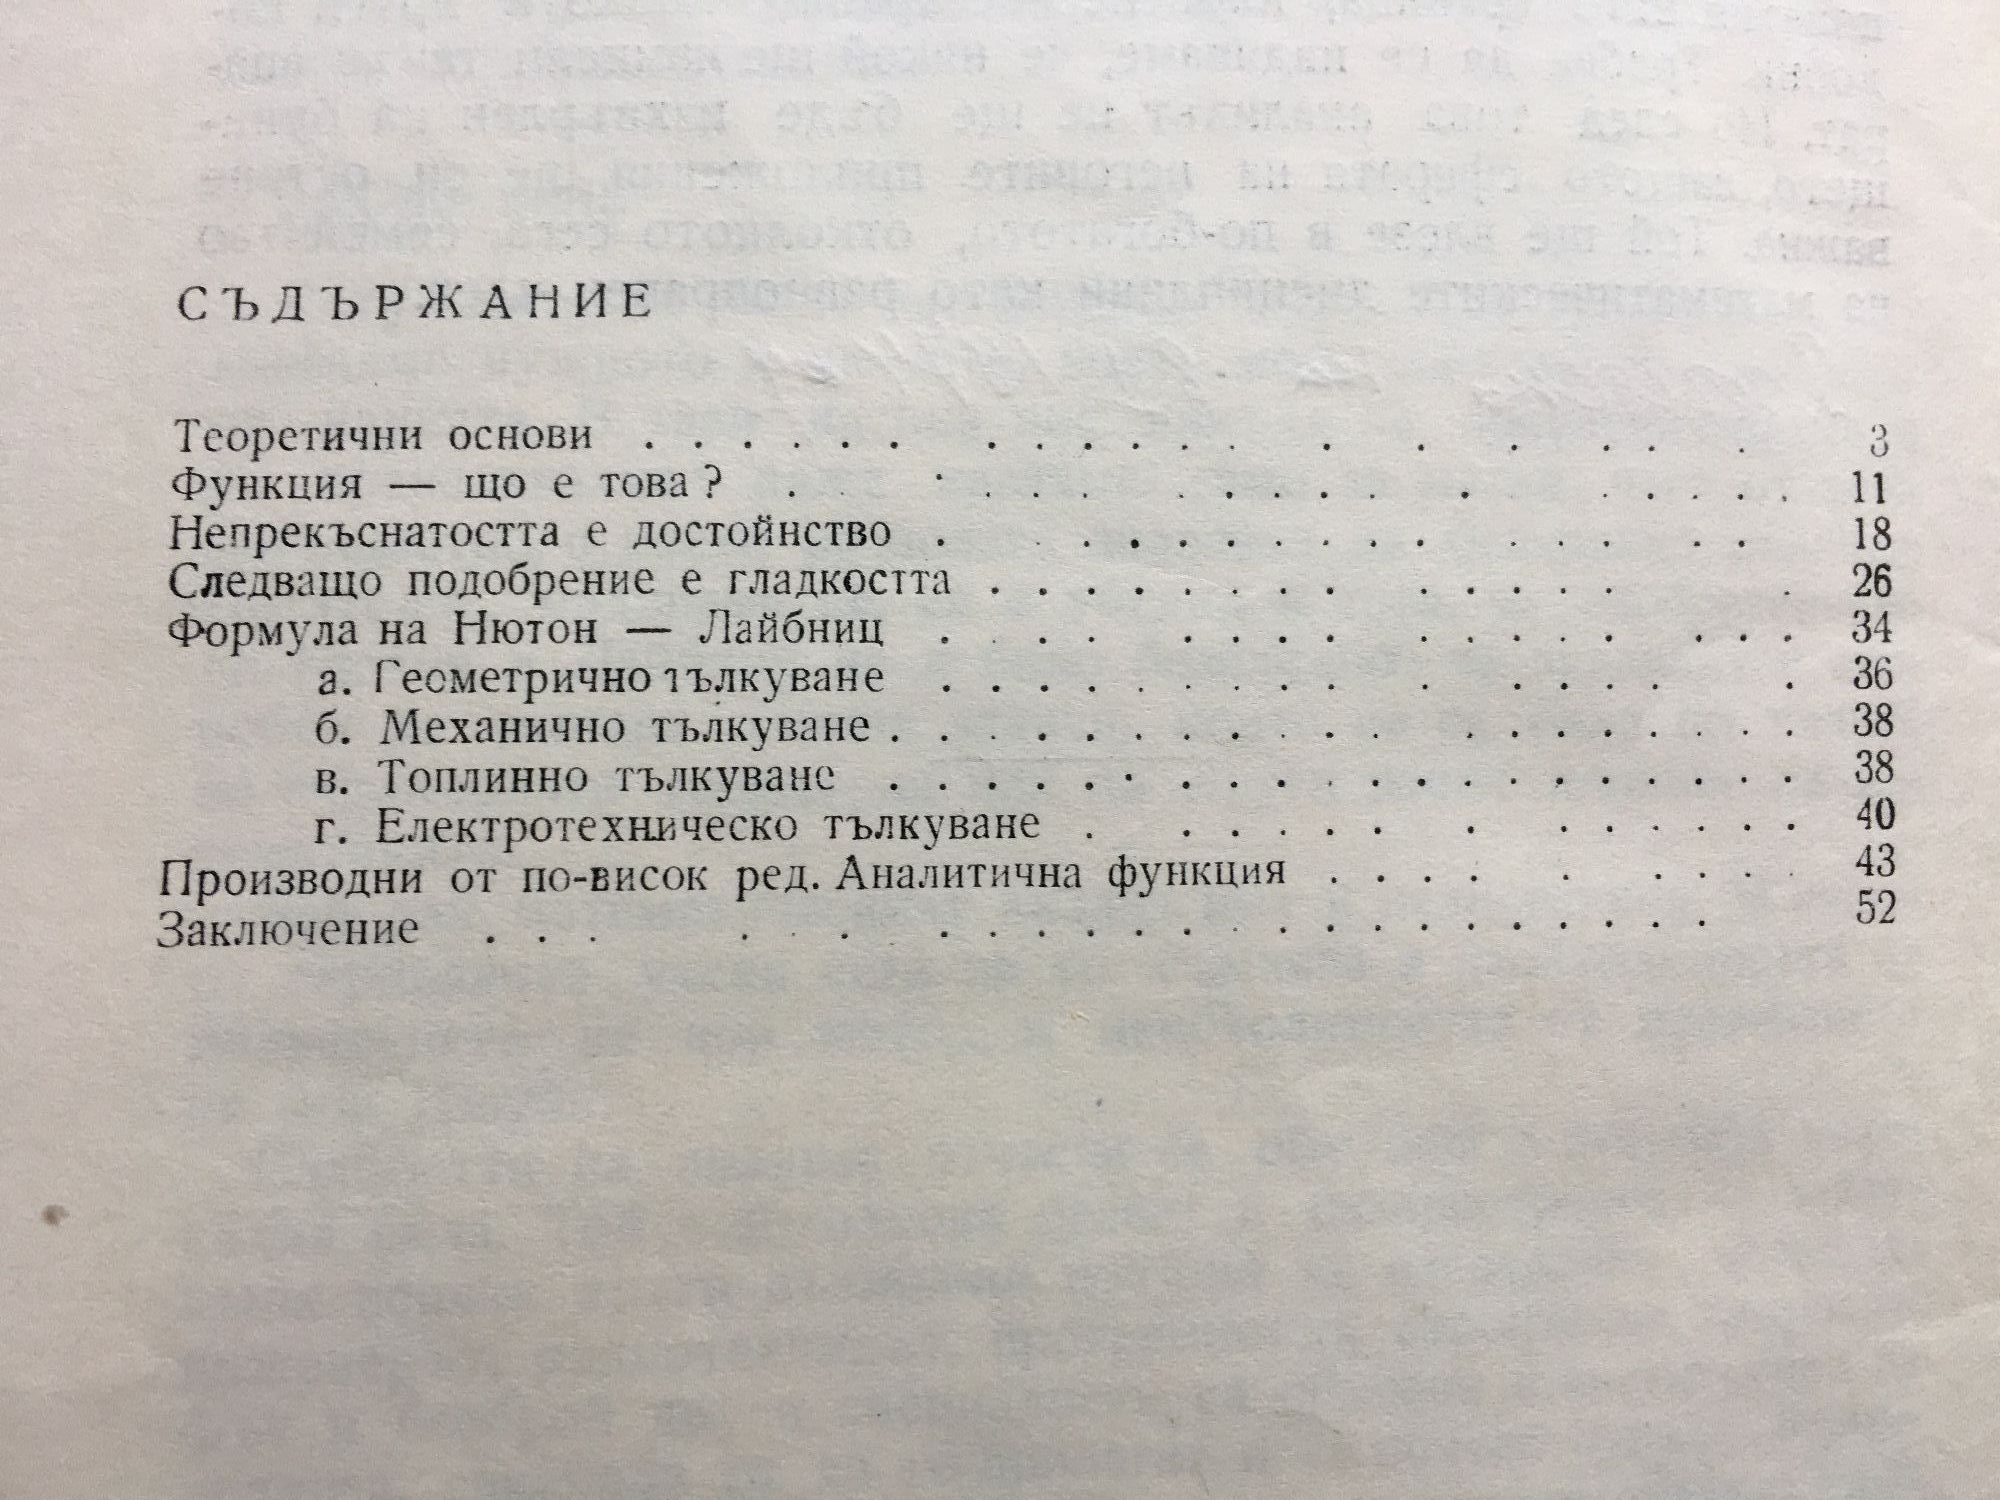 СЪДЪРЖАНИЕ
Теоретични основи . . . . . . . . . . . . . . . . . 3
Функция — що е това? . . . . . . . . . . . . . . . 11
Непрекъснатостта е достойнство . . . . . . . . . . . . . 18
Следващо подобрение е гладкостта . . . . . . . . . . . . . 26
Формула на Нютон — Лайбниц . . . . . . . . . . . . . . . 34
а. Геометрично тълкуване . . . . . . . . . . . . . . . 36
б. Механично тълкуване . . . . . . . . . . . . . . . . . 38
в. Топлинно тълкуване . . . . . . . . . . . . . . . . . . 38
г. Електротехническо тълкуване . . . . . . . . . . . . . 40
Производни от по-висок ред. Аналитична функция . . . . . . . . 43
Заключение . . . . . . . . . . . . . . . . . . . . . 52